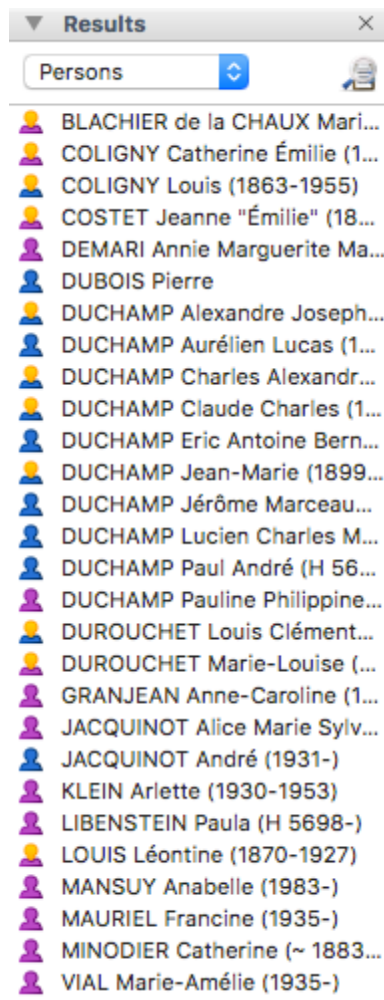 Results
Persons
BLACHIER de la CHAUX Mari...
COLIGNY Catherine Émilie (1...
COLIGNY Louis (1863-1955)
COSTET Jeanne "Émilie" (18...
DEMARI Annie Marguerite Ma...
DUBOIS Pierre
DUCHAMP Alexandre Joseph...
DUCHAMP Aurélien Lucas (1...
DUCHAMP Charles Alexandr...
DUCHAMP Claude Charles (1...
DUCHAMP Eric Antoine Bern...
DUCHAMP Jean-Marie (1899...
DUCHAMP Jérôme Marceau...
DUCHAMP Lucien Charles M...
DUCHAMP Paul André (H 56...
DUCHAMP Pauline Philippine...
DUROUCHET Louis Clément...
DUROUCHET Marie-Louise (...
GRANJEAN Anne-Caroline (1...
JACQUINOT Alice Marie Sylv...
JACQUINOT André (1931-)
KLEIN Arlette (1930-1953)
LIBENSTEIN Paula (H 5698-)
LOUIS Léontine (1870-1927)
MANSUY Anabelle (1983-)
MAURIEL Francine (1935-)
MINODIER Catherine (~ 1883...
VIAL Marie-Amélie (1935-)